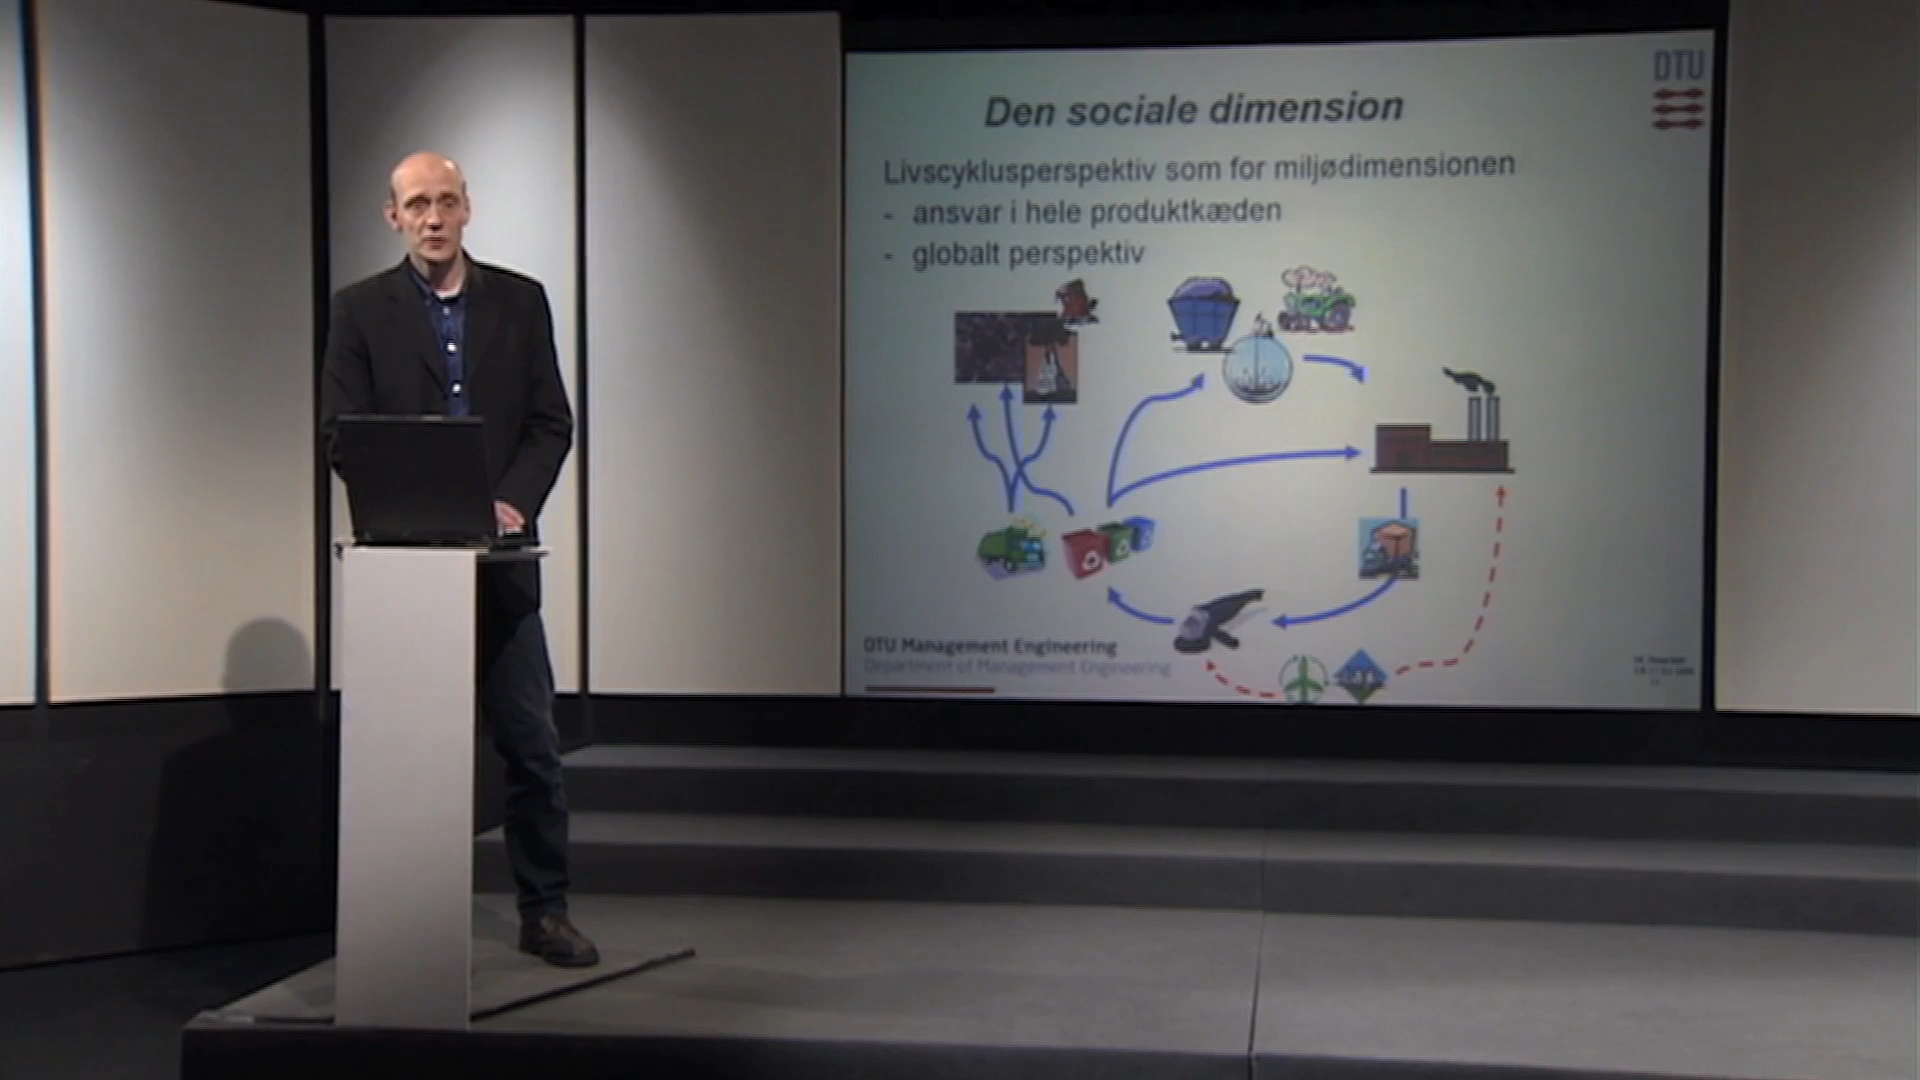 DTU
Den sociale dimension
Livscyklusperspektiv som for miljødimensionen
- ansvar i hele produktkæden
- globalt perspektiv
DTU Management Engineering
Department of Management Engineering